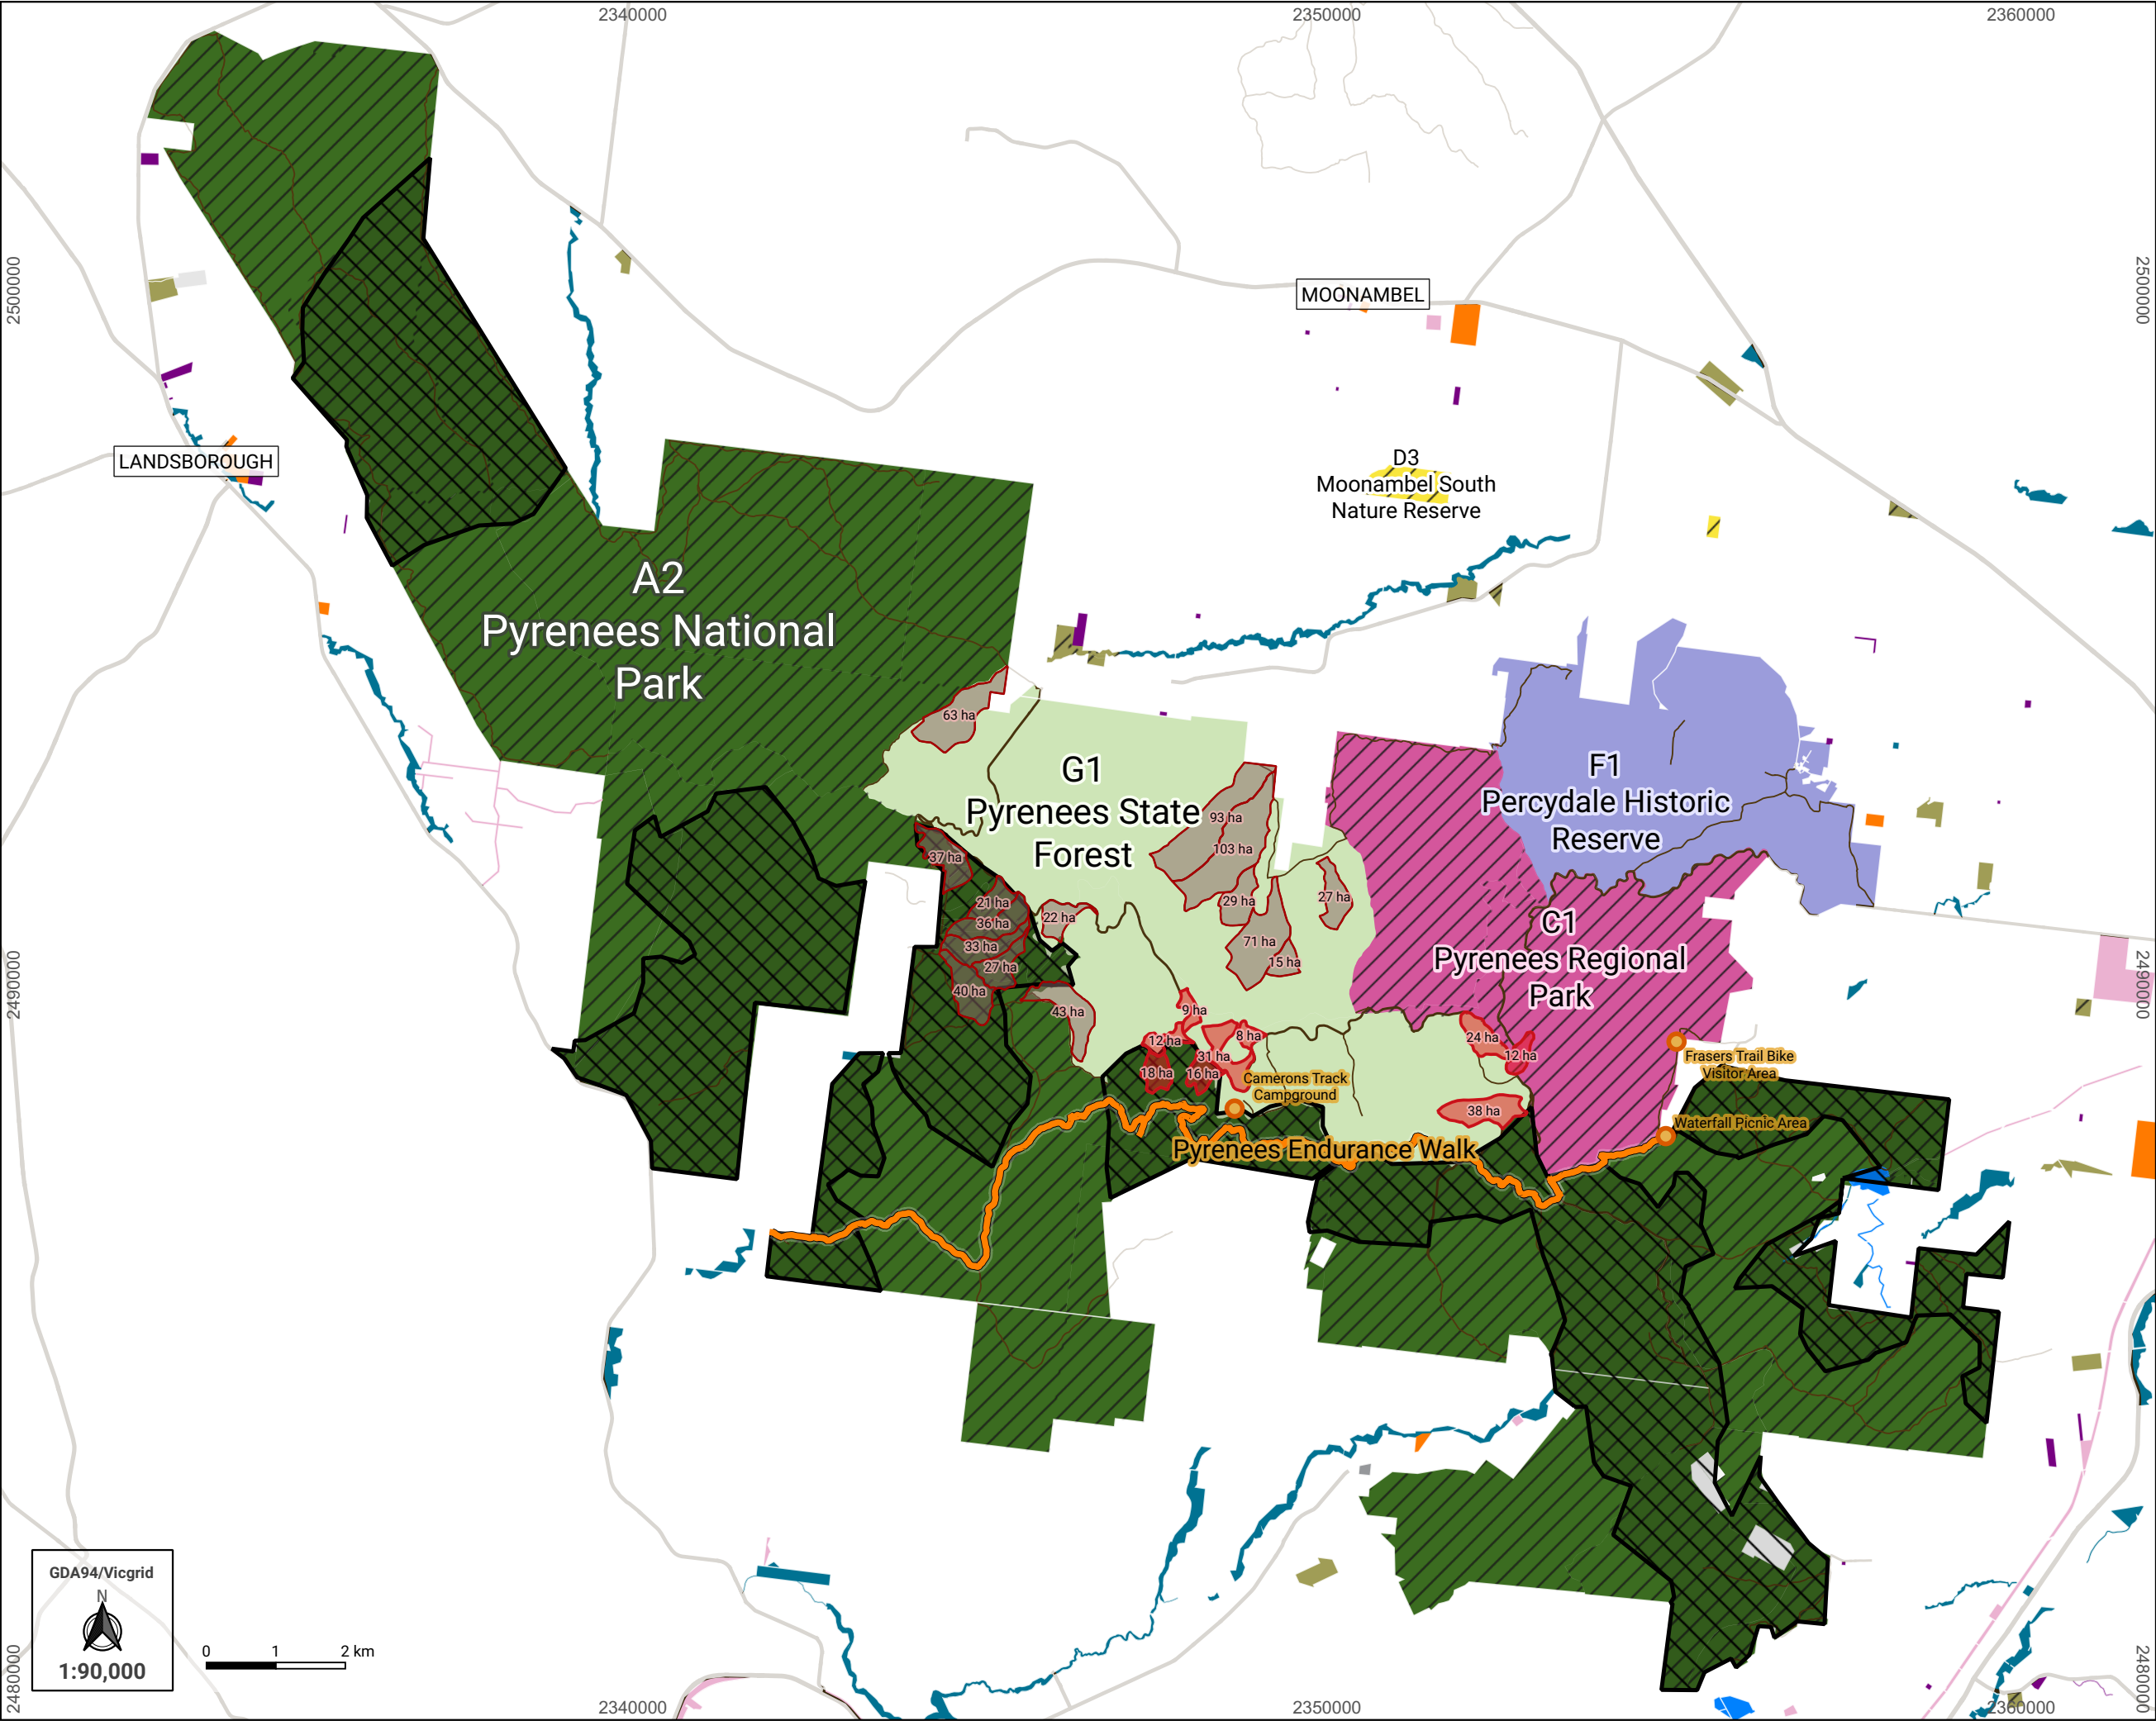 2340000
2350000
2360000
2500000
2500000
MOONAMBEL
LANDSBOROUGH
D3
Moonambel South
Nature Reserve
A2
Pyrenees National
Park
63 ha
G1
Pyrenees State
Forest
F1
Percydale Historic
Reserve
93 ha
103 ha
37 ha
21 ha
36 ha
33 ha
27 ha
40 ha
22 ha
29 ha
27 ha
71 ha
15 ha
C1
Pyrenees Regional
Park
2490000
2490000
43 ha
9 ha
12 ha
8 ha
31 ha
18 ha
16 ha
24 ha
12 ha
38 ha
Frasers Trail Bike
Visitor Area
Camerons Track
Campground
Waterfall Picnic Area
Pyrenees Endurance Walk
GDA94/Vicgrid
N
1:90,000
0 1 2 km
2480000
2480000
2340000
2350000
2360000